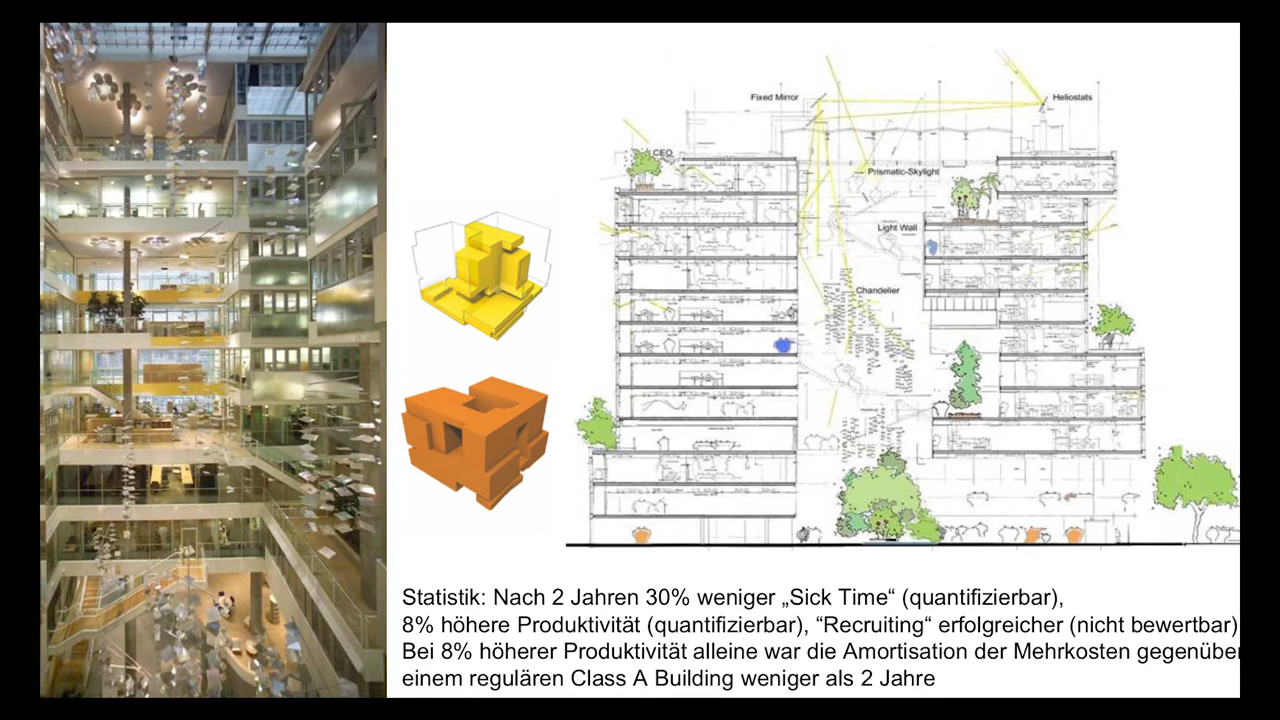 Fixed Mirror
Heliostats
CEO
Prismatic-Skylight
Light Wall
Chandelier
Statistik: Nach 2 Jahren 30% weniger „Sick Time“ (quantifizierbar),
8% höhere Produktivität (quantifizierbar), “Recruiting“ erfolgreicher (nicht bewertbar)
Bei 8% höherer Produktivität alleine war die Amortisation der Mehrkosten gegenüber
einem regulären Class A Building weniger als 2 Jahre